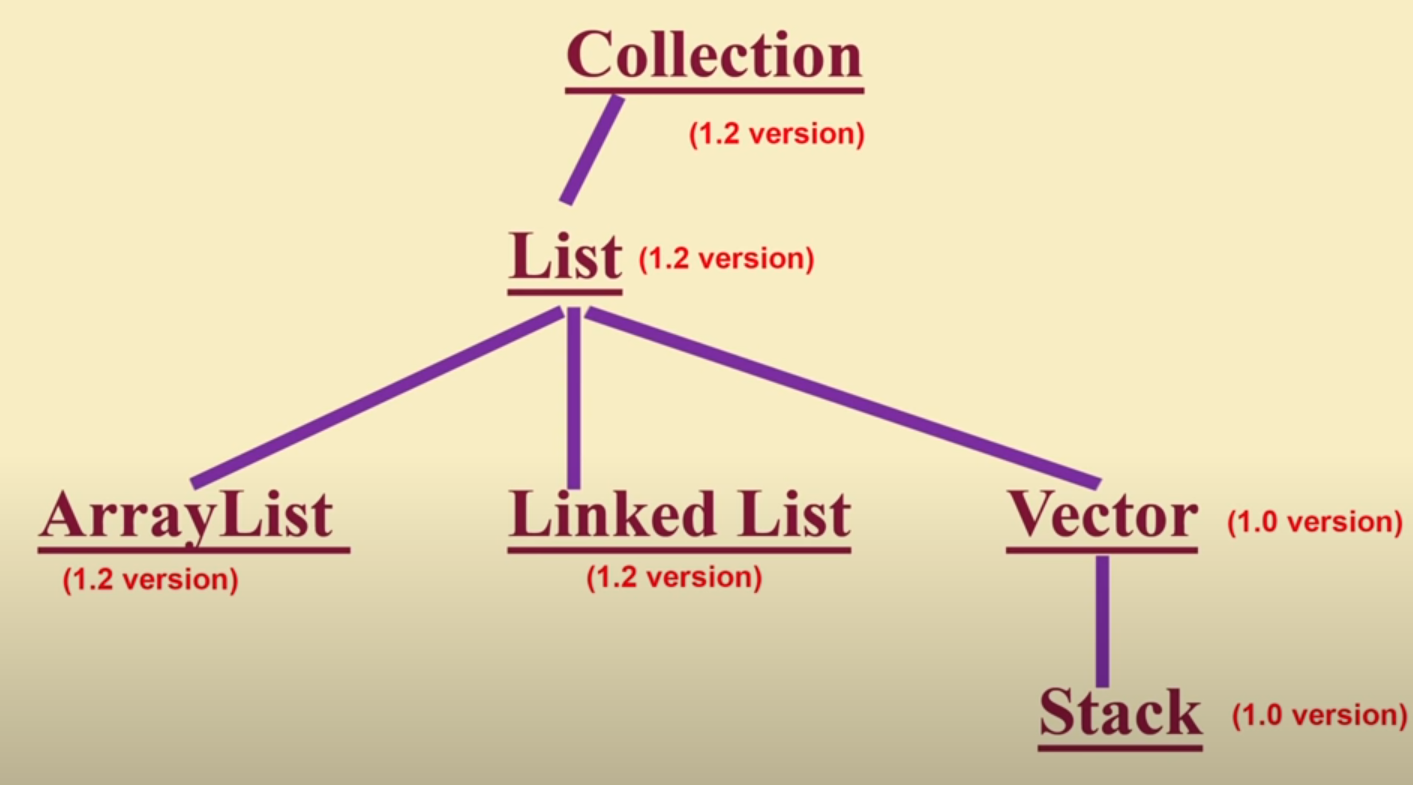 Collection
(1.2 version)
List (1.2 version)
ArrayList
(1.2 version)
Linked List
(1.2 version)
Vector (1.0 version)
Stack (1.0 version)